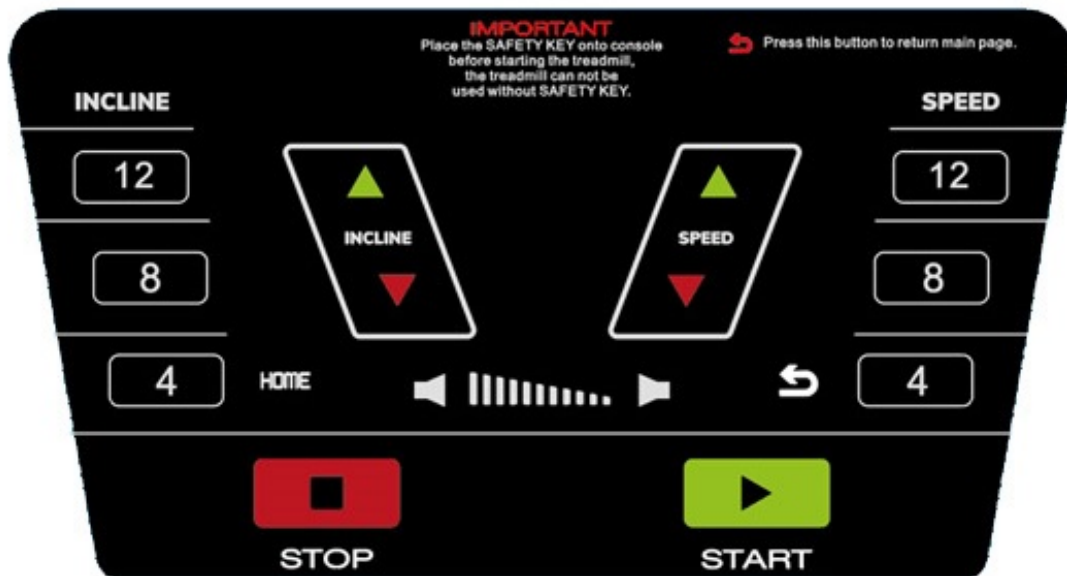 IMPORTANT
Place the SAFETY KEY onto console
before starting the treadmill,
the treadmill can not be
used without SAFETY KEY.
Press this button to return main page.
INCLINE
SPEED
12
12
INCLINE
SPEED
8
8
4
HOME
4
STOP
START